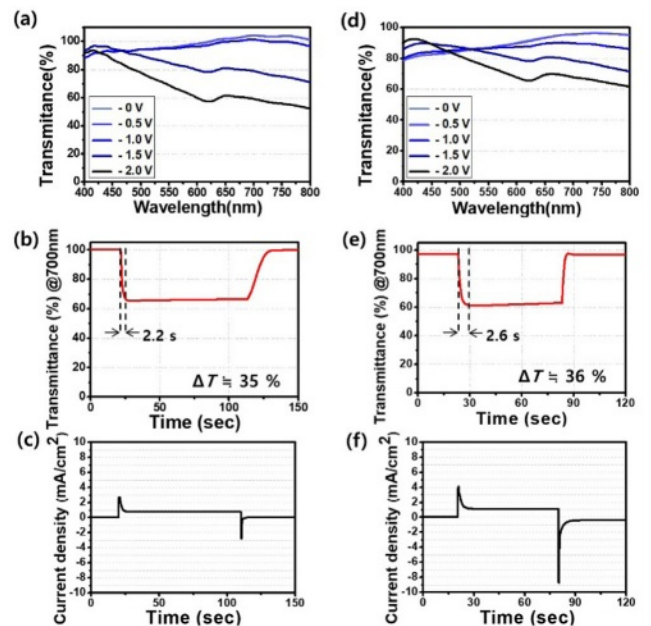 (a)
Transmitance(%)
100
80
60
40
20
0
- 0 V
- 0.5 V
- 1.0 V
- 1.5 V
- 2.0 V
400 450 500 550 600 650 700 750 800
Wavelength(nm)
(d)
Transmitance(%)
100
80
60
40
20
0
- 0 V
- 0.5 V
- 1.0 V
- 1.5 V
- 2.0 V
400 450 500 550 600 650 700 750 800
Wavelength(nm)
(b)
Transmittance (%) @700nm
100
80
60
40
20
0
2.2 s
ΔT ≒ 35 %
0 50 100 150
Time (sec)
(e)
Transmittance (%) @700nm
100
80
60
40
20
0
2.6 s
ΔT ≒ 36 %
0 30 60 90 120
Time (sec)
(c)
Current density (mA/cm2
10
8
6
4
2
0
-2
-4
-6
-8
-10
0 50 100 150
Time (sec)
(f)
Current density (mA/cm2
10
8
6
4
2
0
-2
-4
-6
-8
-10
0 30 60 90 120
Time (sec)